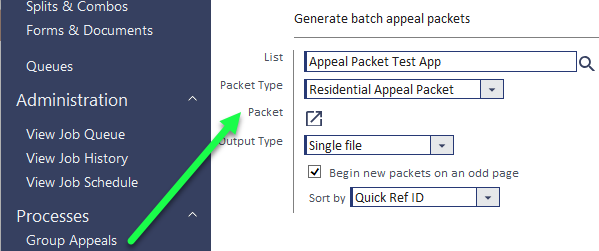 Splits & Combos
Forms & Documents
Queues
Administration
View Job Queue
View Job History
View Job Schedule
Processes
Group Appeals
Generate batch appeal packets
List
Appeal Packet Test App
Packet Type
Residential Appeal Packet
Packet
Output Type
Single file
Begin new packets on an odd page
Sort by
Quick Ref ID